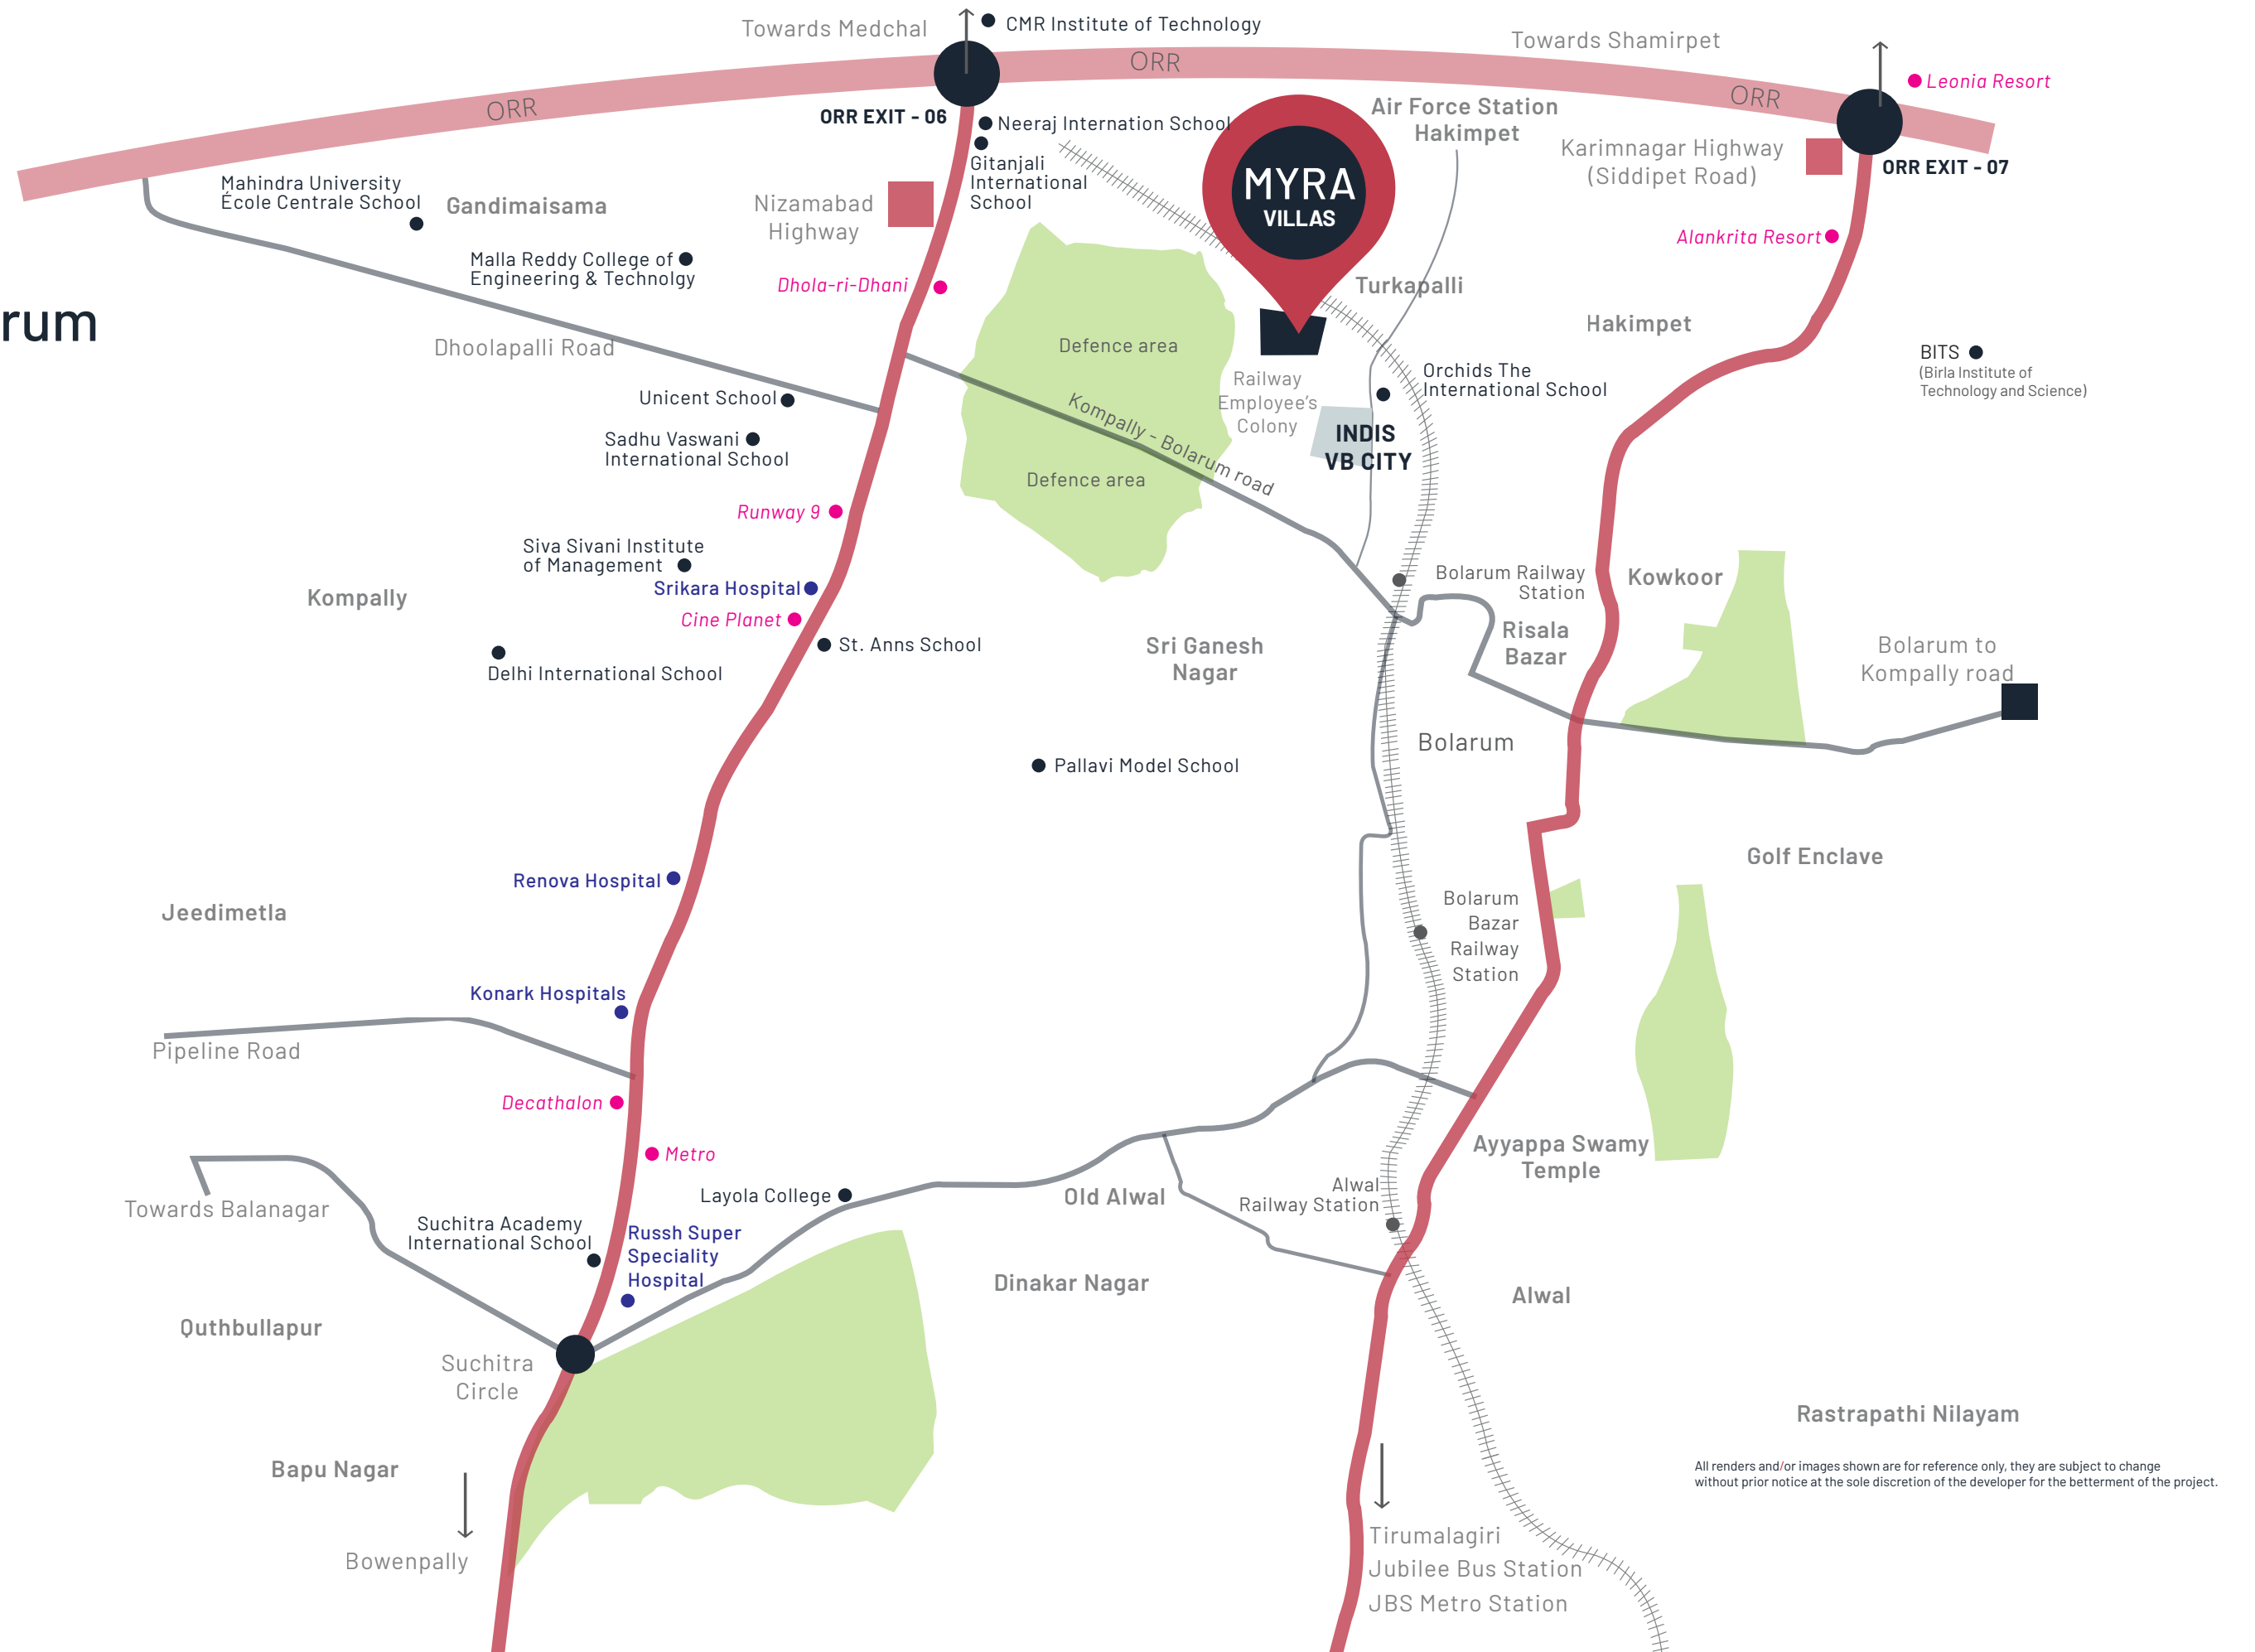 Towards Medchal
CMR Institute of Technology
Towards Shamirpet
ORR
ORR
ORR
Leonia Resort
ORR EXIT - 06
Neeraj Internation School
Air Force Station
Hakimpet
Karimnagar Highway
(Siddipet Road)
ORR EXIT - 07
Gitanjali
International
School
MYRA
VILLAS
Mahindra University
École Centrale School
Gandimaisama
Nizamabad
Highway
Alankrita Resort
Malla Reddy College of
Engineering & Technolgy
Dhola-ri-Dhani
Turkapalli
rum
Hakimpet
Dhoolapalli Road
Defence area
BITS
(Birla Institute of
Technology and Science)
Railway
Employee's
Colony
Orchids The
International School
Unicent School
Kompally - Bolarum road
Sadhu Vaswani
International School
INDIS
VB CITY
Defence area
Runway 9
Siva Sivani Institute
of Management
Srikara Hospital
Bolarum Railway
Station
Kowkoor
Kompally
Cine Planet
St. Anns School
Sri Ganesh
Nagar
Risala
Bazar
Bolarum to
Kompally road
Delhi International School
Bolarum
Pallavi Model School
Golf Enclave
Renova Hospital
Jeedimetla
Bolarum
Bazar
Railway
Station
Konark Hospitals
Pipeline Road
Decathalon
Metro
Ayyappa Swamy
Temple
Layola College
Old Alwal
Alwal
Railway Station
Towards Balanagar
Suchitra Academy
International School
Russh Super
Speciality
Hospital
Dinakar Nagar
Alwal
Quthbullapur
Suchitra
Circle
Rastrapathi Nilayam
Bapu Nagar
All renders and/or images shown are for reference only, they are subject to change
without prior notice at the sole discretion of the developer for the betterment of the project.
Bowenpally
Tirumalagiri
Jubilee Bus Station
JBS Metro Station